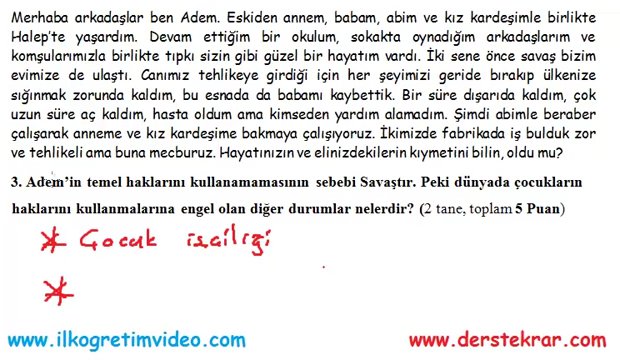 Merhaba arkadaşlar ben Adem. Eskiden annem, babam, abim ve kız kardeşimle birlikte
Halep'te yaşardım. Devam ettiğim bir okulum, sokakta oynadığım arkadaşlarım ve
komşularımızla birlikte tıpkı sizin gibi güzel bir hayatım vardı. İki sene önce savaş bizim
evimize de ulaştı. Canımız tehlikeye girdiği için her şeyimizi geride bırakıp ülkenize
sığınmak zorunda kaldım, bu esnada da babamı kaybettik. Bir süre dışarıda kaldım, çok
uzun süre aç kaldım, hasta oldum ama kimseden yardım alamadım. Şimdi abimle beraber
çalışarak anneme ve kız kardeşime bakmaya çalışıyoruz. İkimizde fabrikada iş bulduk zor
ve tehlikeli ama buna mecburuz. Hayatınızın ve elinizdekilerin kıymetini bilin, oldu mu?
3. Adem'in temel haklarını kullanamamasının sebebi Savaştır. Peki dünyada çocukların
haklarını kullanmalarına engel olan diğer durumlar nelerdir? (2 tane, toplam 5 Puan)
* Çocuk işçiliği
*
www.ilkogretimvideo.com www.derstekrar.com